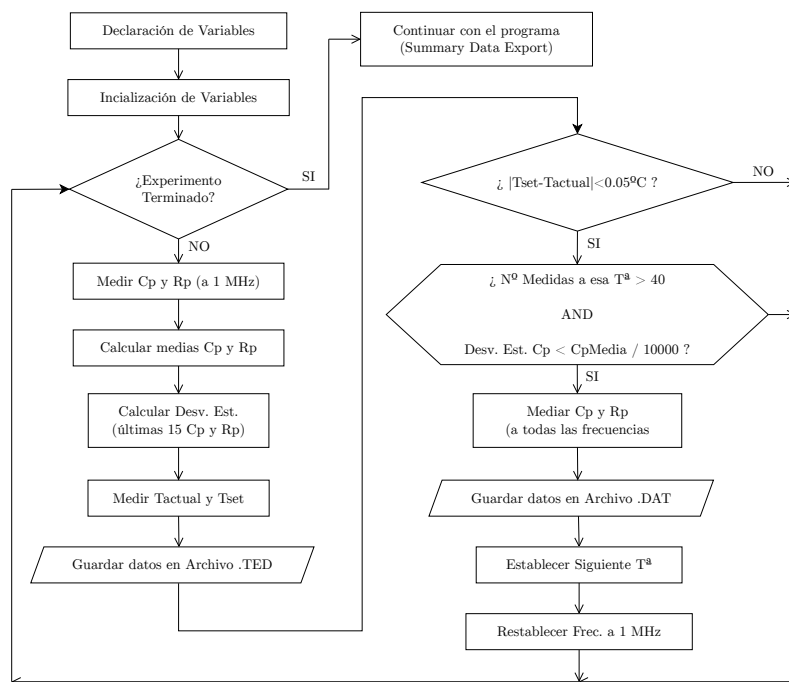 Declaración de Variables
Incialización de Variables
¿Experimento
Terminado?
SI
Continuar con el programa
(Summary Data Export)
NO
Medir Cp y Rp (a 1 MHz)
Calcular medias Cp y Rp
Calcular Desv. Est.
(últimas 15 Cp y Rp)
Medir Tactual y Tset
Guardar datos en Archivo .TED
¿ |Tset-Tactual|<0.05ºC ?
NO
SI
¿ Nº Medidas a esa Tª > 40
AND
Desv. Est. Cp < CpMedia / 10000 ?
SI
Mediar Cp y Rp
(a todas las frecuencias
Guardar datos en Archivo .DAT
Establecer Siguiente Tª
Restablecer Frec. a 1 MHz